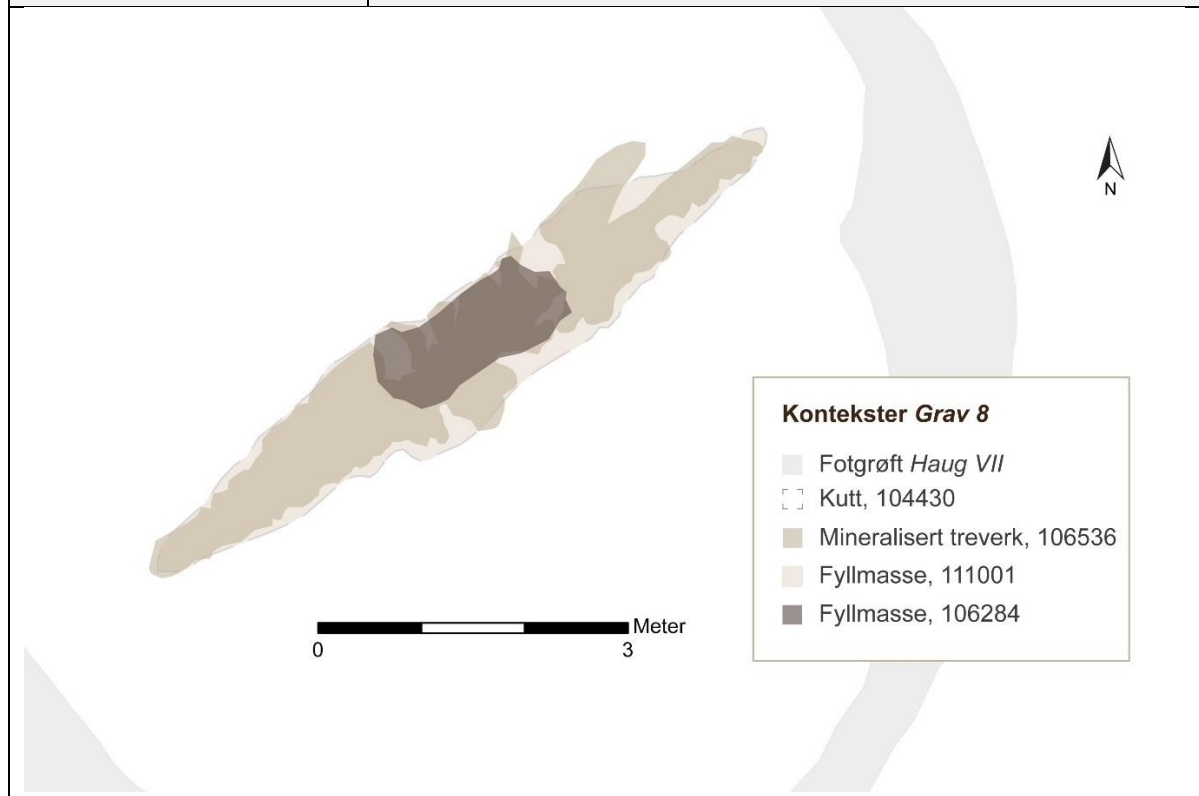 N
Kontekster Grav 8
Fotgrøft Haug VII
Kutt, 104430
Mineralisert treverk, 106536
Fyllmasse, 111001
Fyllmasse, 106284
Meter
0 3